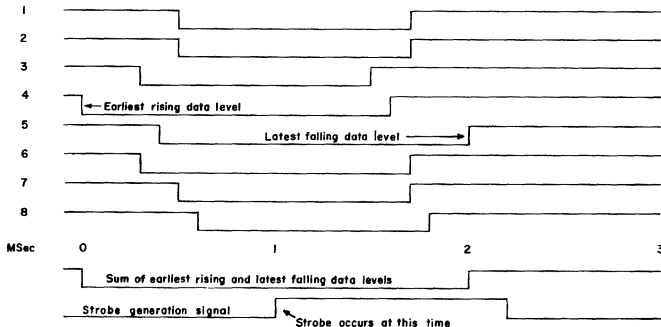 1
2
3
4
Earliest rising data level
5
Latest falling data level
6
7
8
MSec 0 1 2 3
Sum of earliest rising and latest falling data levels
Strobe generation signal
Strobe occurs at this time